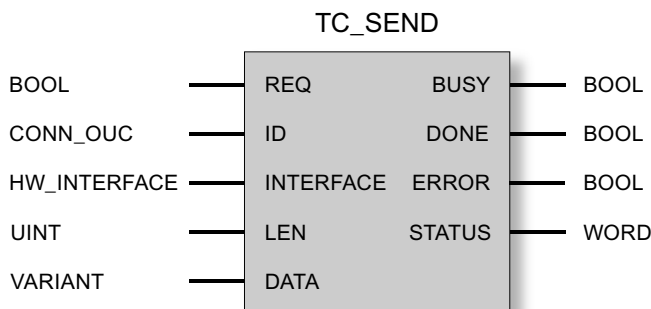 TC_SEND
BOOL REQ BUSY BOOL
CONN_OUC ID DONE BOOL
HW_INTERFACE INTERFACE ERROR BOOL
UINT LEN STATUS WORD
VARIANT DATA